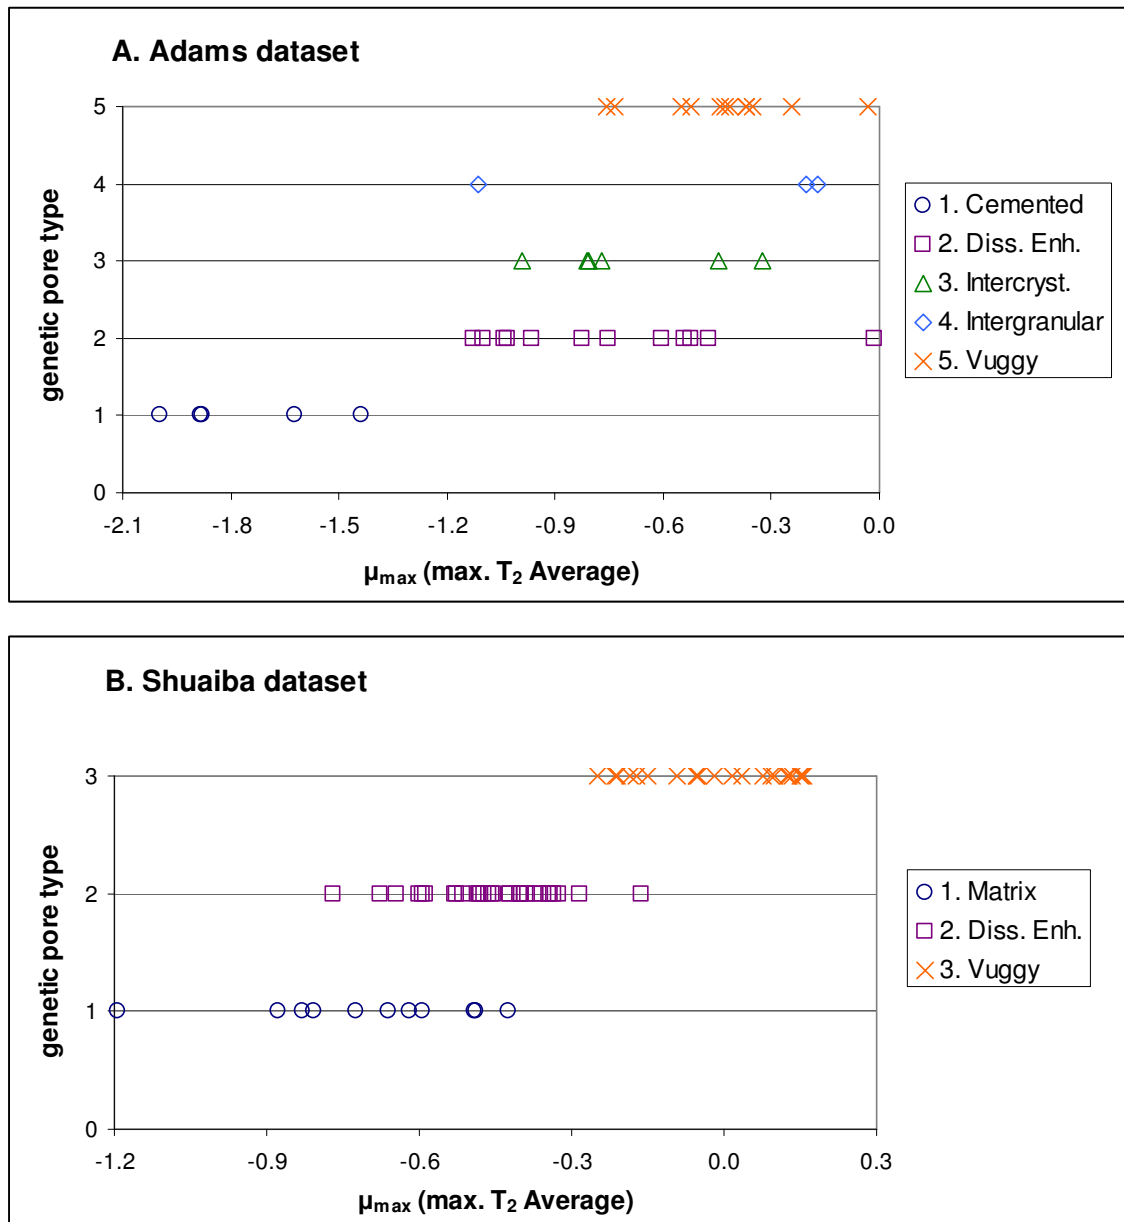 A. Adams dataset
5
4
3
2
1
0
genetic pore type
-2.1 -1.8 -1.5 -1.2 -0.9 -0.6 -0.3 0.0
µmax (max. T2 Average)
1. Cemented
2. Diss. Enh.
3. Intercryst.
4. Intergranular
5. Vuggy
B. Shuaiba dataset
3
2
1
0
genetic pore type
-1.2 -0.9 -0.6 -0.3 0.0 0.3
µmax (max. T2 Average)
1. Matrix
2. Diss. Enh.
3. Vuggy